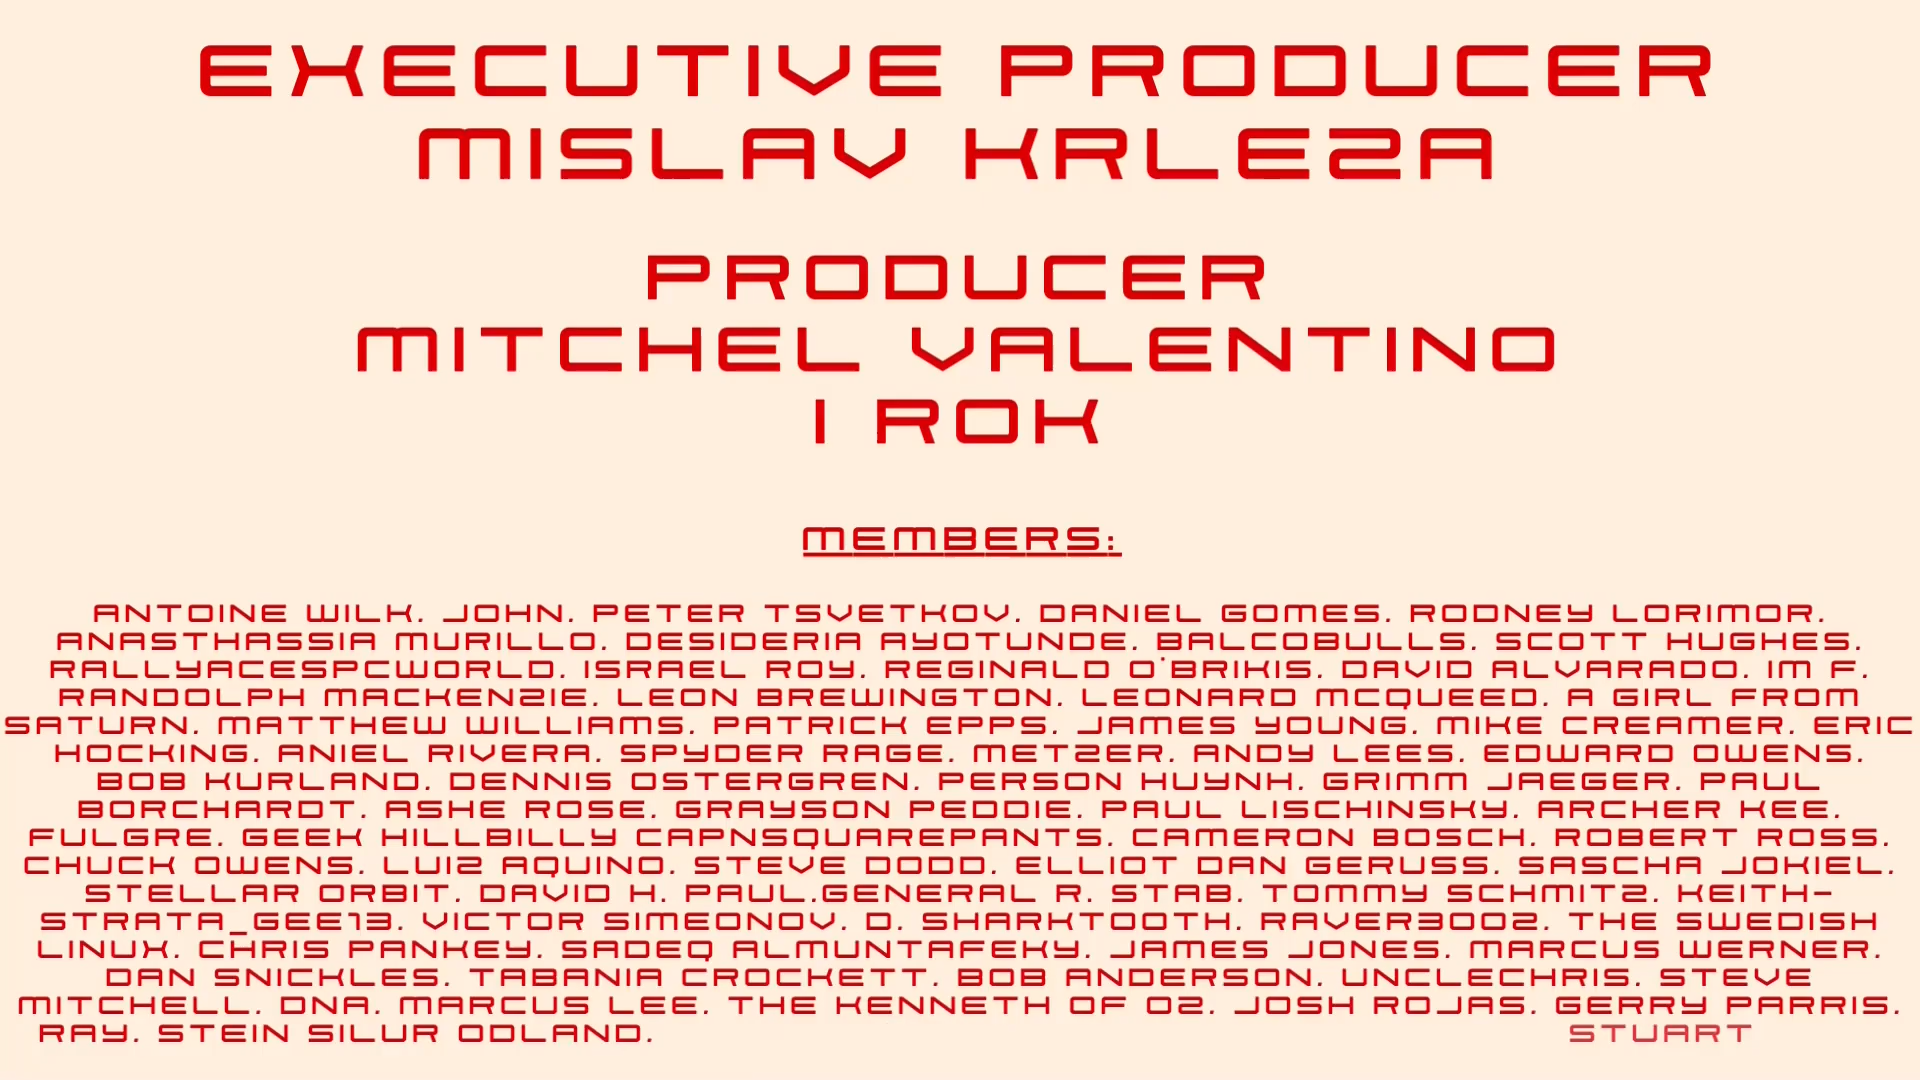 EXECUTIVE PRODUCER
MISLAV KRLEZA
PRODUCER
MITCHEL VALENTINO
I ROK
MEMBERS:
ANTOINE WILK. JOHN. PETER TSVETKOV. DANIEL GOMES. RODNEY LORIMOR.
ANASTHASSIA MURILLO. DESIDERIA AYOTUNDE. BALCOBULLS. SCOTT HUGHES.
RALLYACESPCWORLD. ISRAEL ROY. REGINALD O'BRIKIS. DAVID ALVARADO. IM F.
RANDOLPH MACKENZIE. LEON BREWINGTON. LEONARD MCQUEED. A GIRL FROM
SATURN. MATTHEW WILLIAMS. PATRICK EPPS. JAMES YOUNG. MIKE CREAMER. ERIC
HOCKING. ANIEL RIVERA. SPYDER RAGE. METZER. ANDY LEES. EDWARD OWENS.
BOB KURLAND. DENNIS OSTERGREN. PERSON HUYNH. GRIMM JAEGER. PAUL
BORCHARDT. ASHE ROSE. GRAYSON PEDDIE. PAUL LISCHINSKY. ARCHER KEE.
FULGRE. GEEK HILLBILLY CAPNSQUAREPANTS. CAMERON BOSCH. ROBERT ROSS.
CHUCK OWENS. LUIZ AQUINO. STEVE DODD. ELLIOT DAN GERUSS. SASCHA JOKIEL.
STELLAR ORBIT. DAVID H. PAUL.GENERAL R. STAB. TOMMY SCHMITZ. KEITH-
STRATA_GEE13. VICTOR SIMEONOV. D. SHARKTOOTH. RAVER3002. THE SWEDISH
LINUX. CHRIS PANKEY. SADEQ ALMUNTAFEKY. JAMES JONES. MARCUS WERNER.
DAN SNICKLES. TABANIA CROCKETT. BOB ANDERSON. UNCLECHRIS. STEVE
MITCHELL. DNA. MARCUS LEE. THE KENNETH OF OZ. JOSH ROJAS. GERRY PARRIS.
RAY. STEIN SILUR ODLAND. STUART